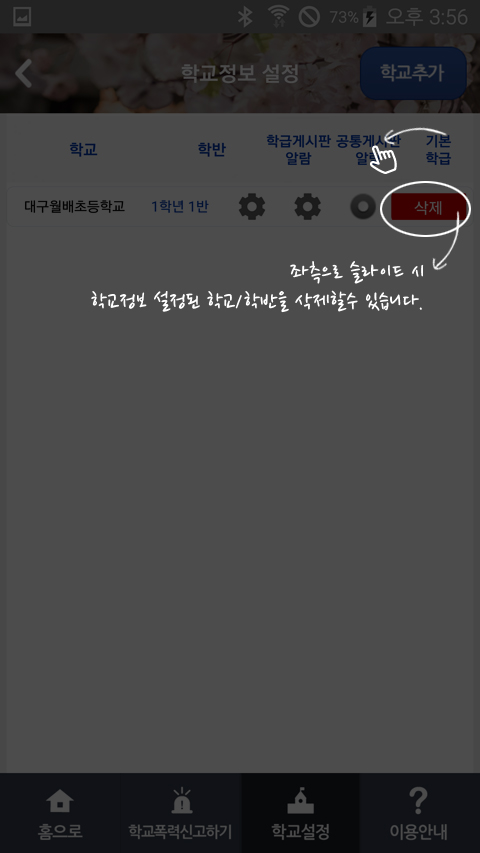 73% 오후 3:56
학교정보 설정 학교추가
학교 학반 학급게시판 공통게시판 기본
알람 알람 학급
대구월배초등학교 1학년 1반 삭제
좌측으로 슬라이드 시
학교정보 설정된 학교/학반을 삭제할수 있습니다.
홈으로 학교폭력신고하기 학교설정 이용안내